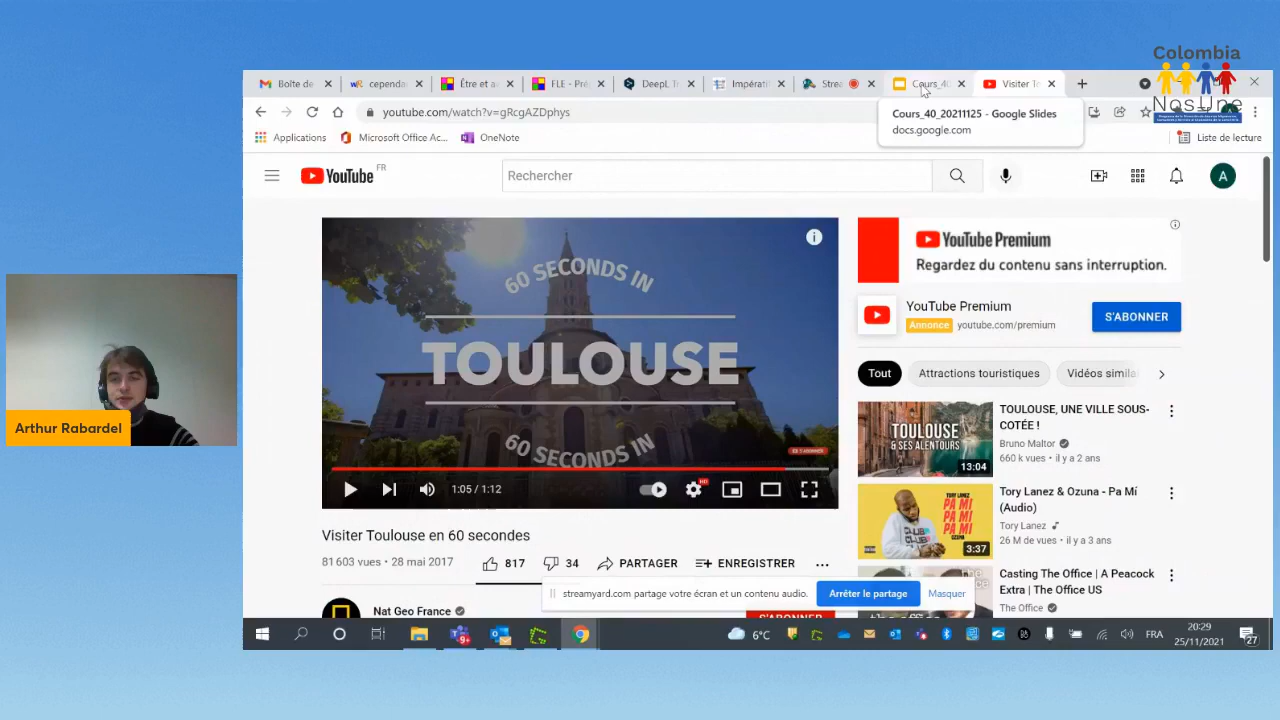 Colombia
NosUne
Boîte de
cependa
Être et a
FLE - Pré
DeepL Tr
Impérati
Strea
Cours_40
Visiter To
youtube.com/watch?v=gRcgAZDphys
Cours_40_20211125 - Google Slides
docs.google.com
Applications
Microsoft Office Ac...
OneNote
Liste de lecture
YouTube FR
Rechercher
A
60 SECONDS IN
TOULOUSE
60 SECONDS IN
S'ABONNER
1:05 / 1:12
HD
YouTube Premium
Regardez du contenu sans interruption.
YouTube Premium
Annonce youtube.com/premium
S'ABONNER
Tout
Attractions touristiques
Vidéos simila
TOULOUSE
& SES ALENTOURS
13:04
TOULOUSE, UNE VILLE SOUS-
COTÉE !
Bruno Maltor
660 k vues • il y a 2 ans
PA MI
PA MI
PA MI
3:37
Tory Lanez & Ozuna - Pa Mí
(Audio)
Tory Lanez
26 M de vues • il y a 3 ans
Casting The Office | A Peacock
Extra | The Office US
The Office
Visiter Toulouse en 60 secondes
81 603 vues • 28 mai 2017
817
34
PARTAGER
ENREGISTRER
Nat Geo France
S'ABONNER
streamyard.com partage votre écran et un contenu audio.
Arrêter le partage
Masquer
Arthur Rabardel
6°C
FRA
20:29
25/11/2021
27